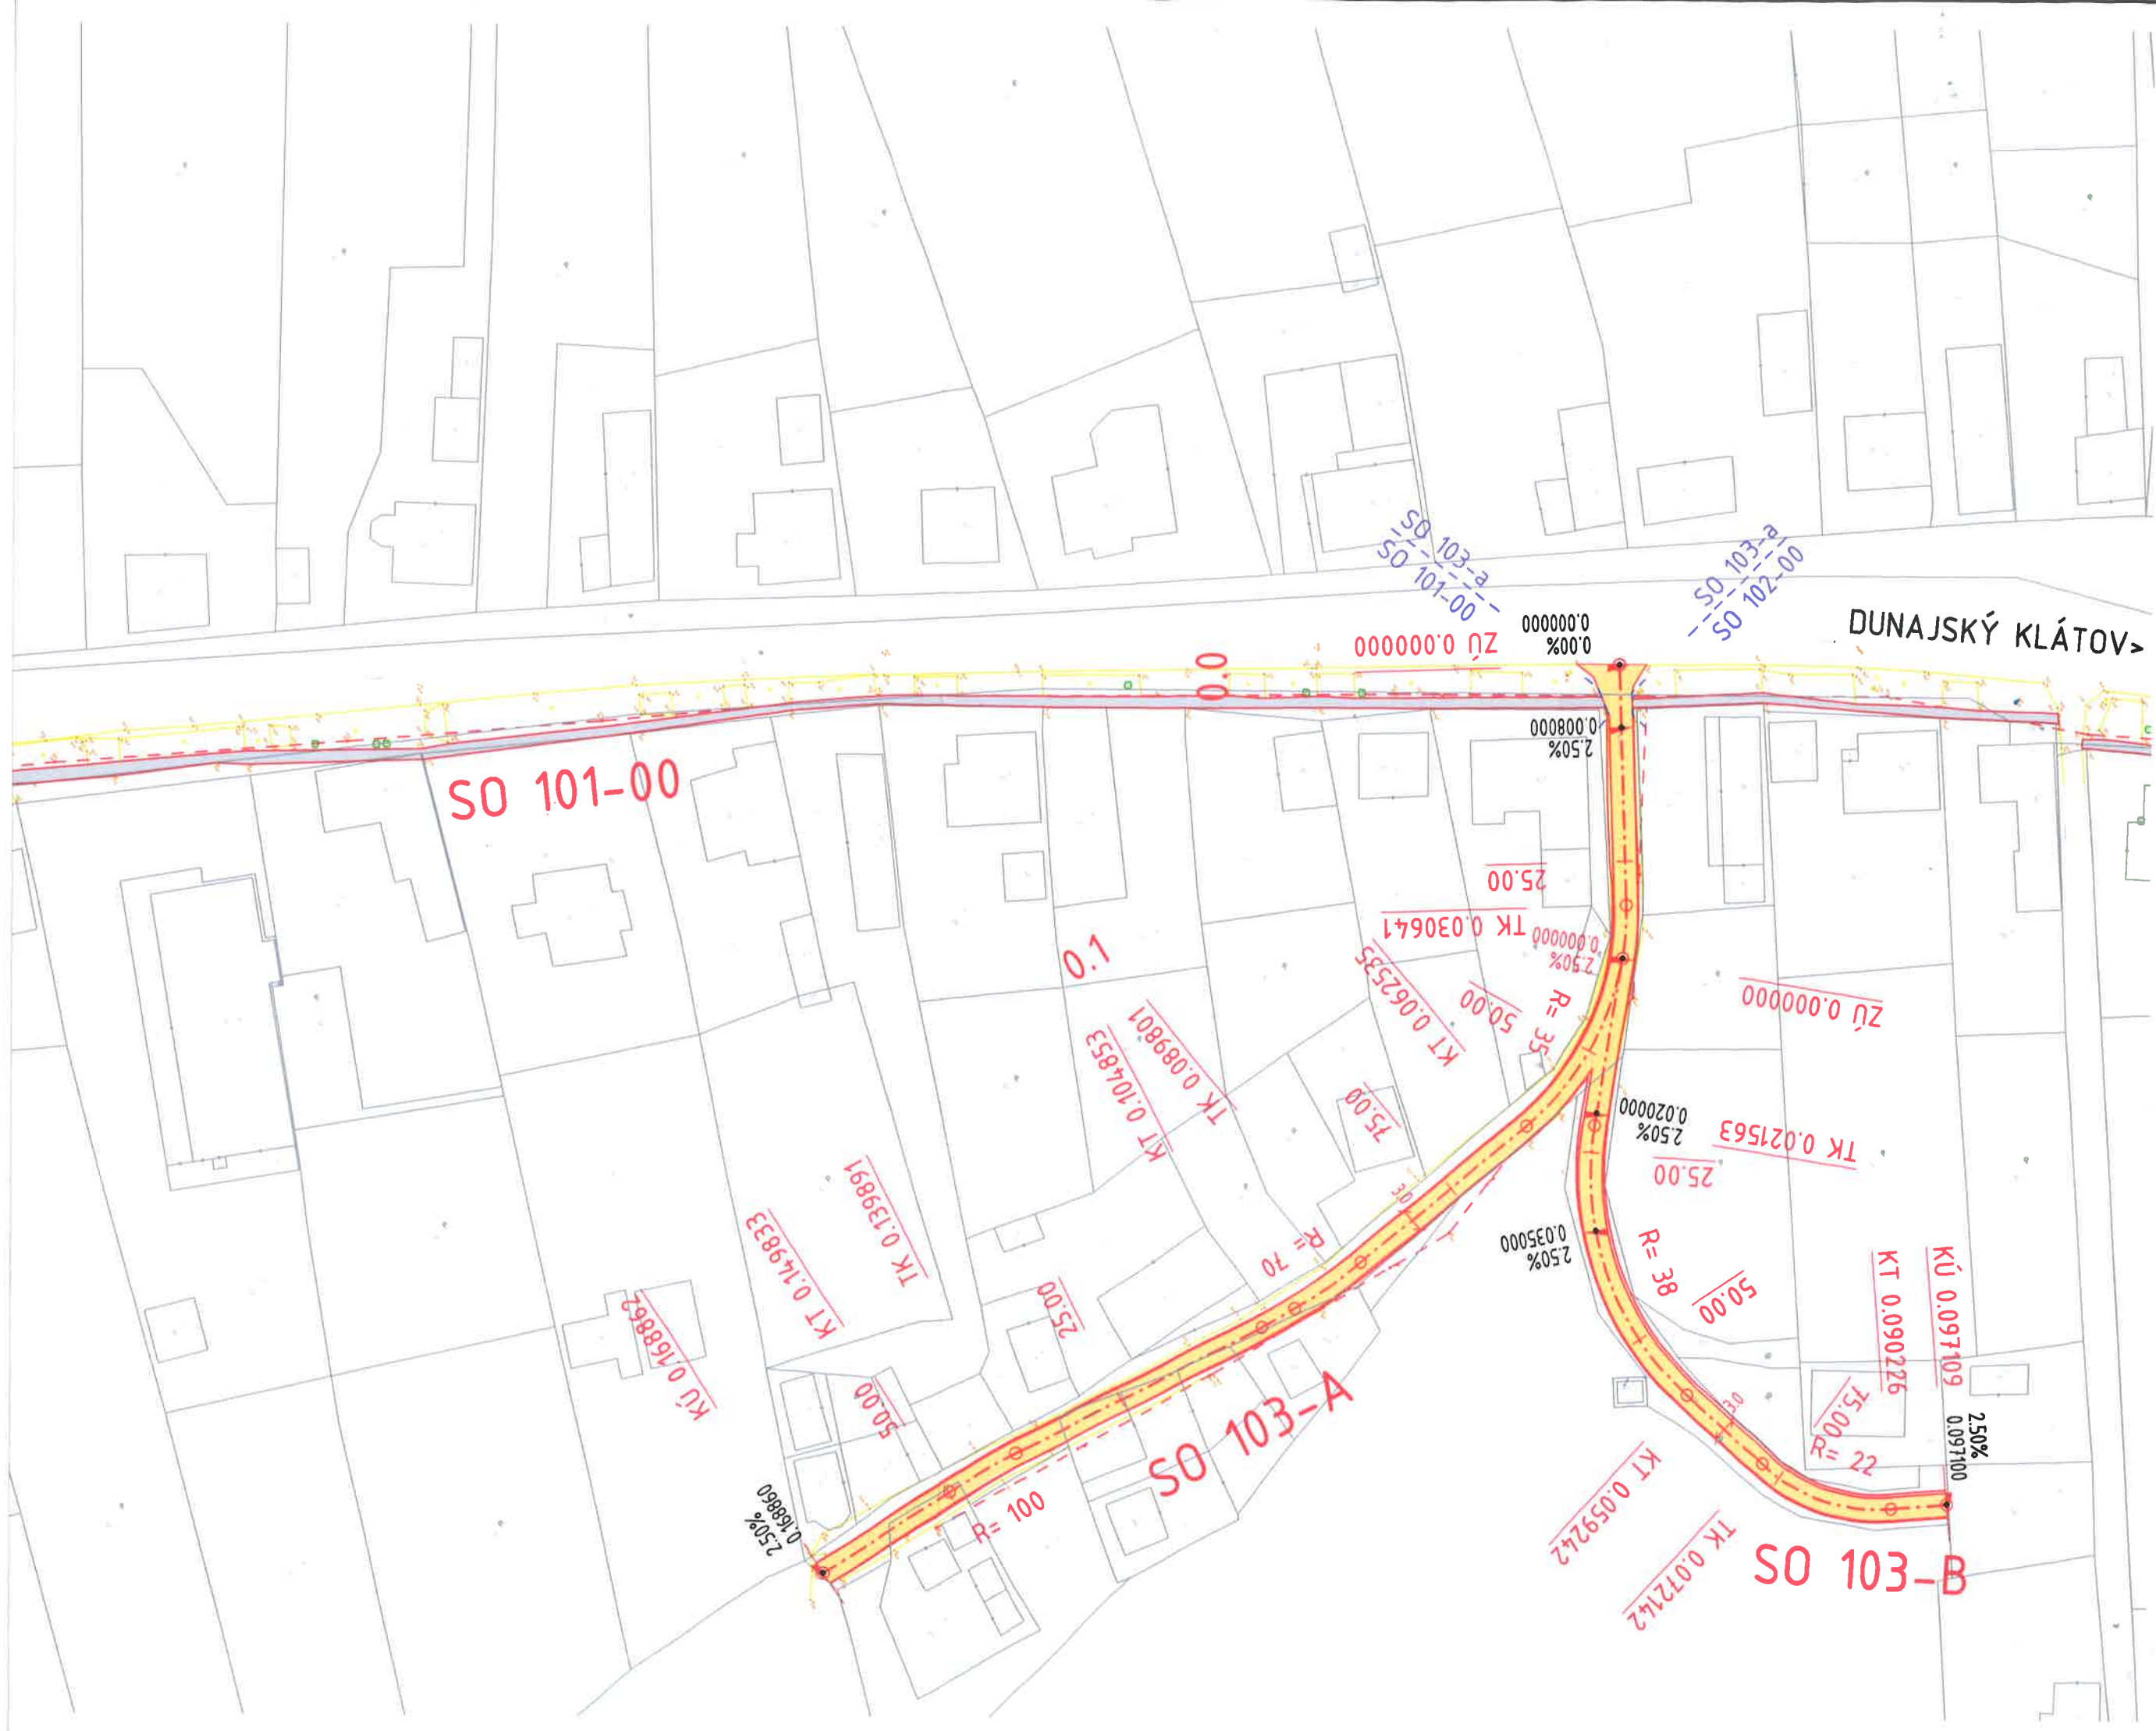 SO 103-a
SO 101-00
SO 103-a
SO 102-00
DUNAJSKÝ KLÁTOV>
0.00%
0.000000
ZÚ 0.000000
0.0
2.50%
0.008000
SO 101-00
25.00
TK 0.030641
2.50%
0.000000
0.1
KT 0.062535
50.00
R= 35
ZÚ 0.000000
TK 0.089801
KT 0.104853
75.00
2.50%
0.020000
TK 0.021563
25.00
TK 0.139891
KT 0.149833
3.0
R= 70
2.50%
0.035000
R= 38
50.00
KT 0.090226
KÚ 0.097109
25.00
KÚ 0.168862
50.00
SO 103-A
3.0
75.00
R= 22
2.50%
0.097100
2.50%
0.168860
R= 100
KT 0.059242
TK 0.072142
SO 103-B